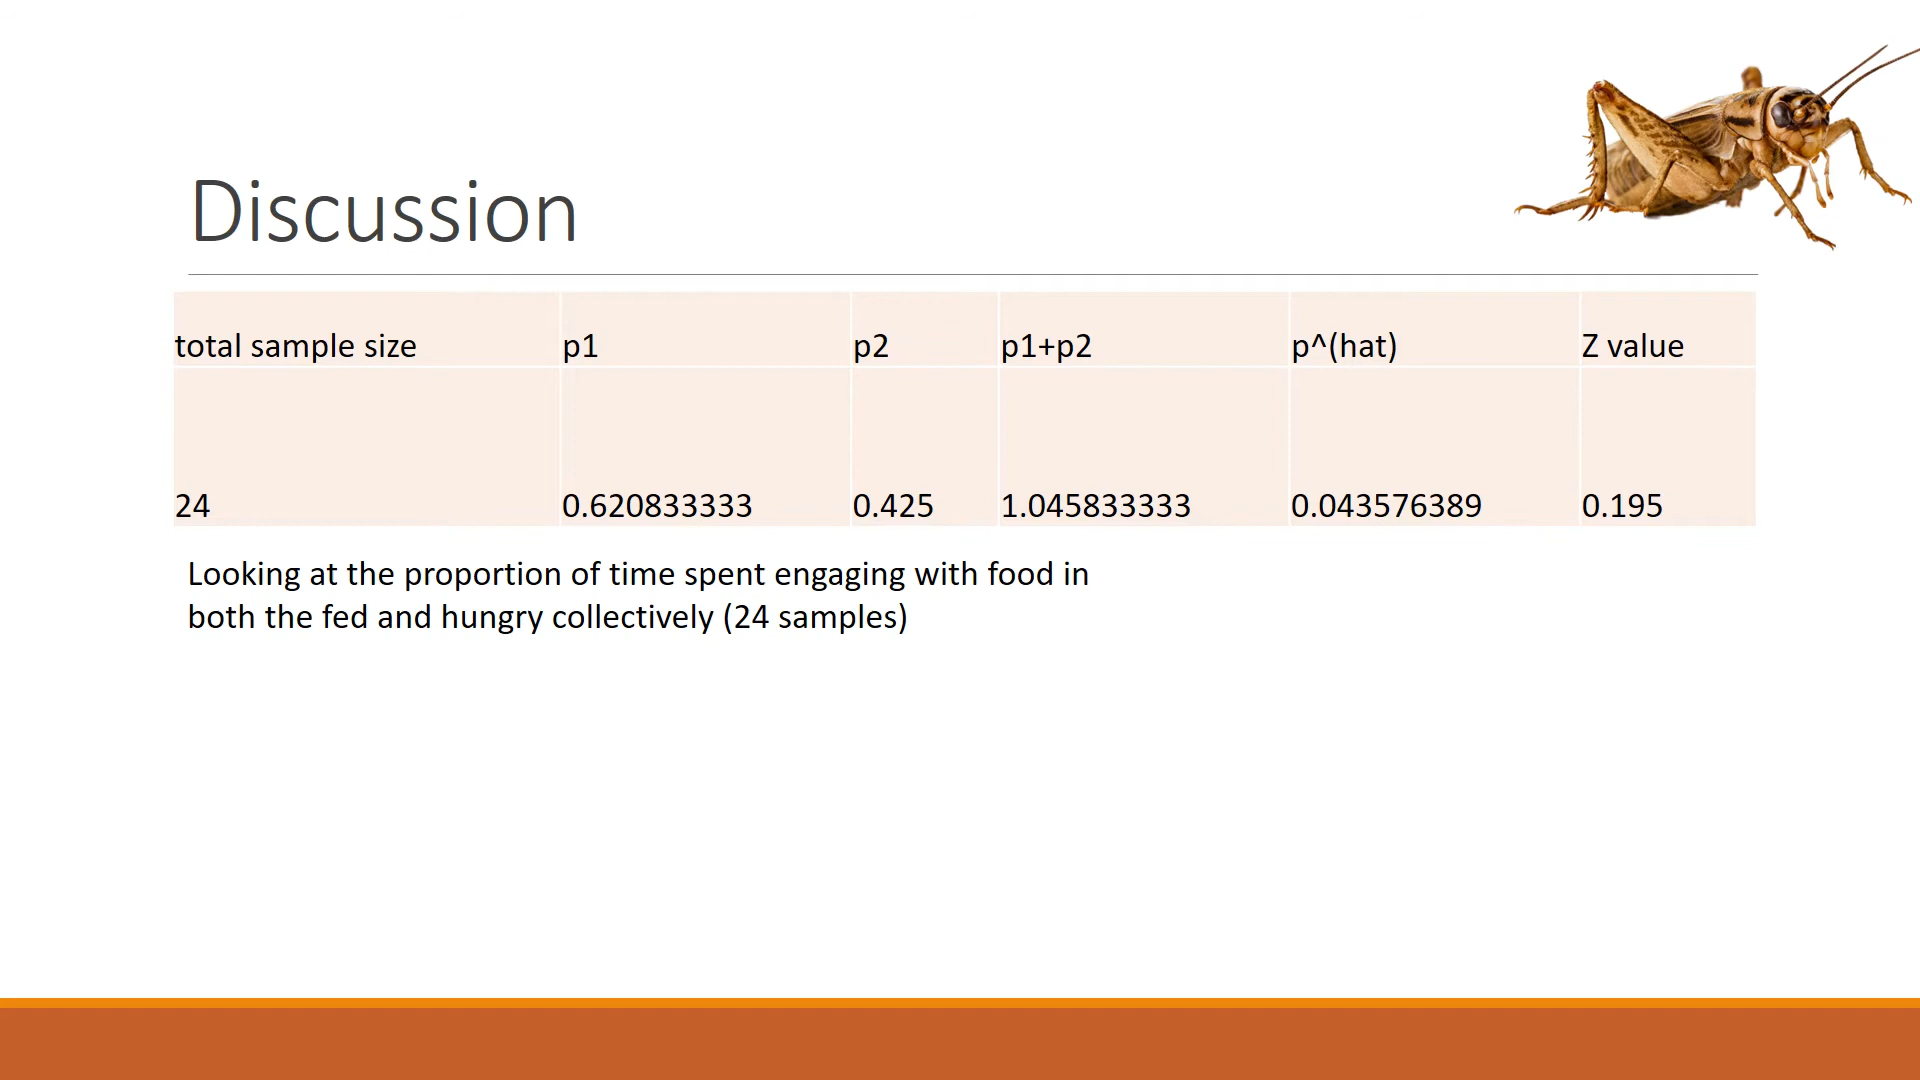 Discussion
total sample size p1 p2 p1+p2 p^(hat) Z value
24 0.620833333 0.425 1.045833333 0.043576389 0.195
Looking at the proportion of time spent engaging with food in
both the fed and hungry collectively (24 samples)